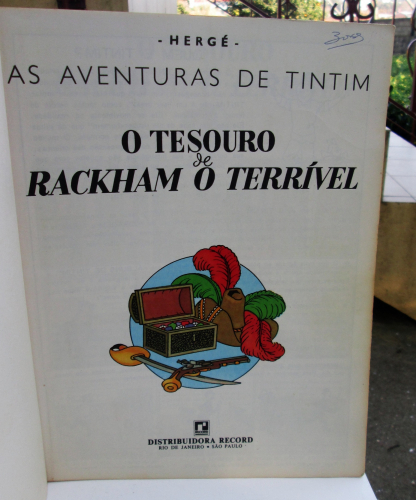 - HERGÉ -
AS AVENTURAS DE TINTIM
O TESOURO
de
RACKHAM O TERRÍVEL
DISTRIBUIDORA RECORD
RIO DE JANEIRO • SÃO PAULO